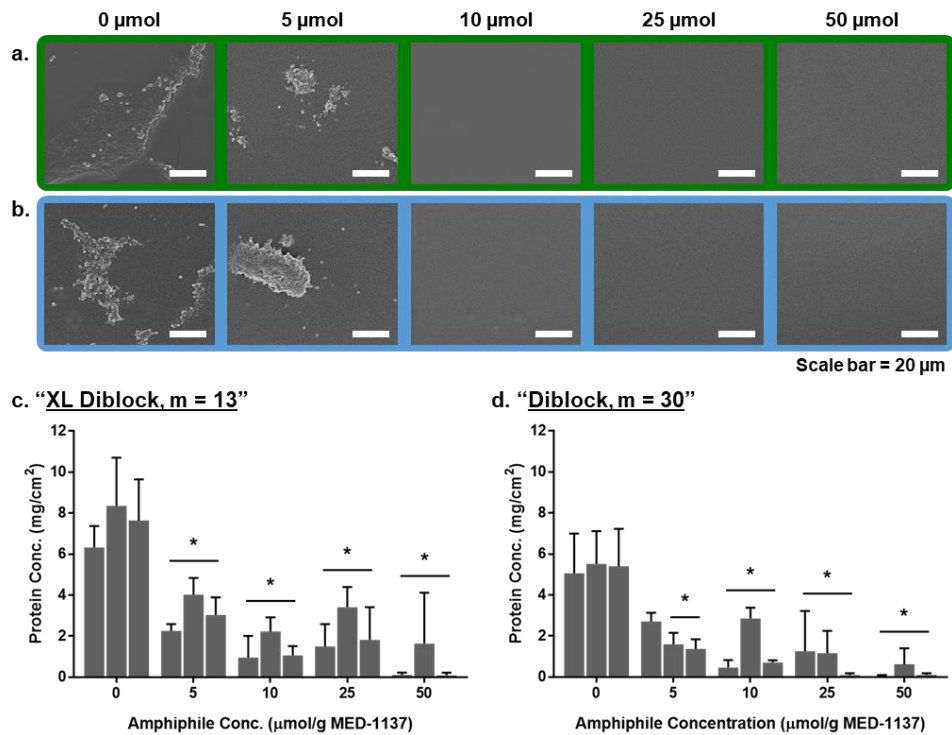 0 µmol 5 µmol 10 µmol 25 µmol 50 µmol
a.
b.
Scale bar = 20 µm
c. “XL Diblock, m = 13”
d. “Diblock, m = 30”
12
10
8
6
4
2
0
Protein Conc. (mg/cm²)
* * * *
0 5 10 25 50
Amphiphile Conc. (μmol/g MED-1137)
12
10
8
6
4
2
0
Protein Conc. (mg/cm²)
* * * *
0 5 10 25 50
Amphiphile Concentration (μmol/g MED-1137)